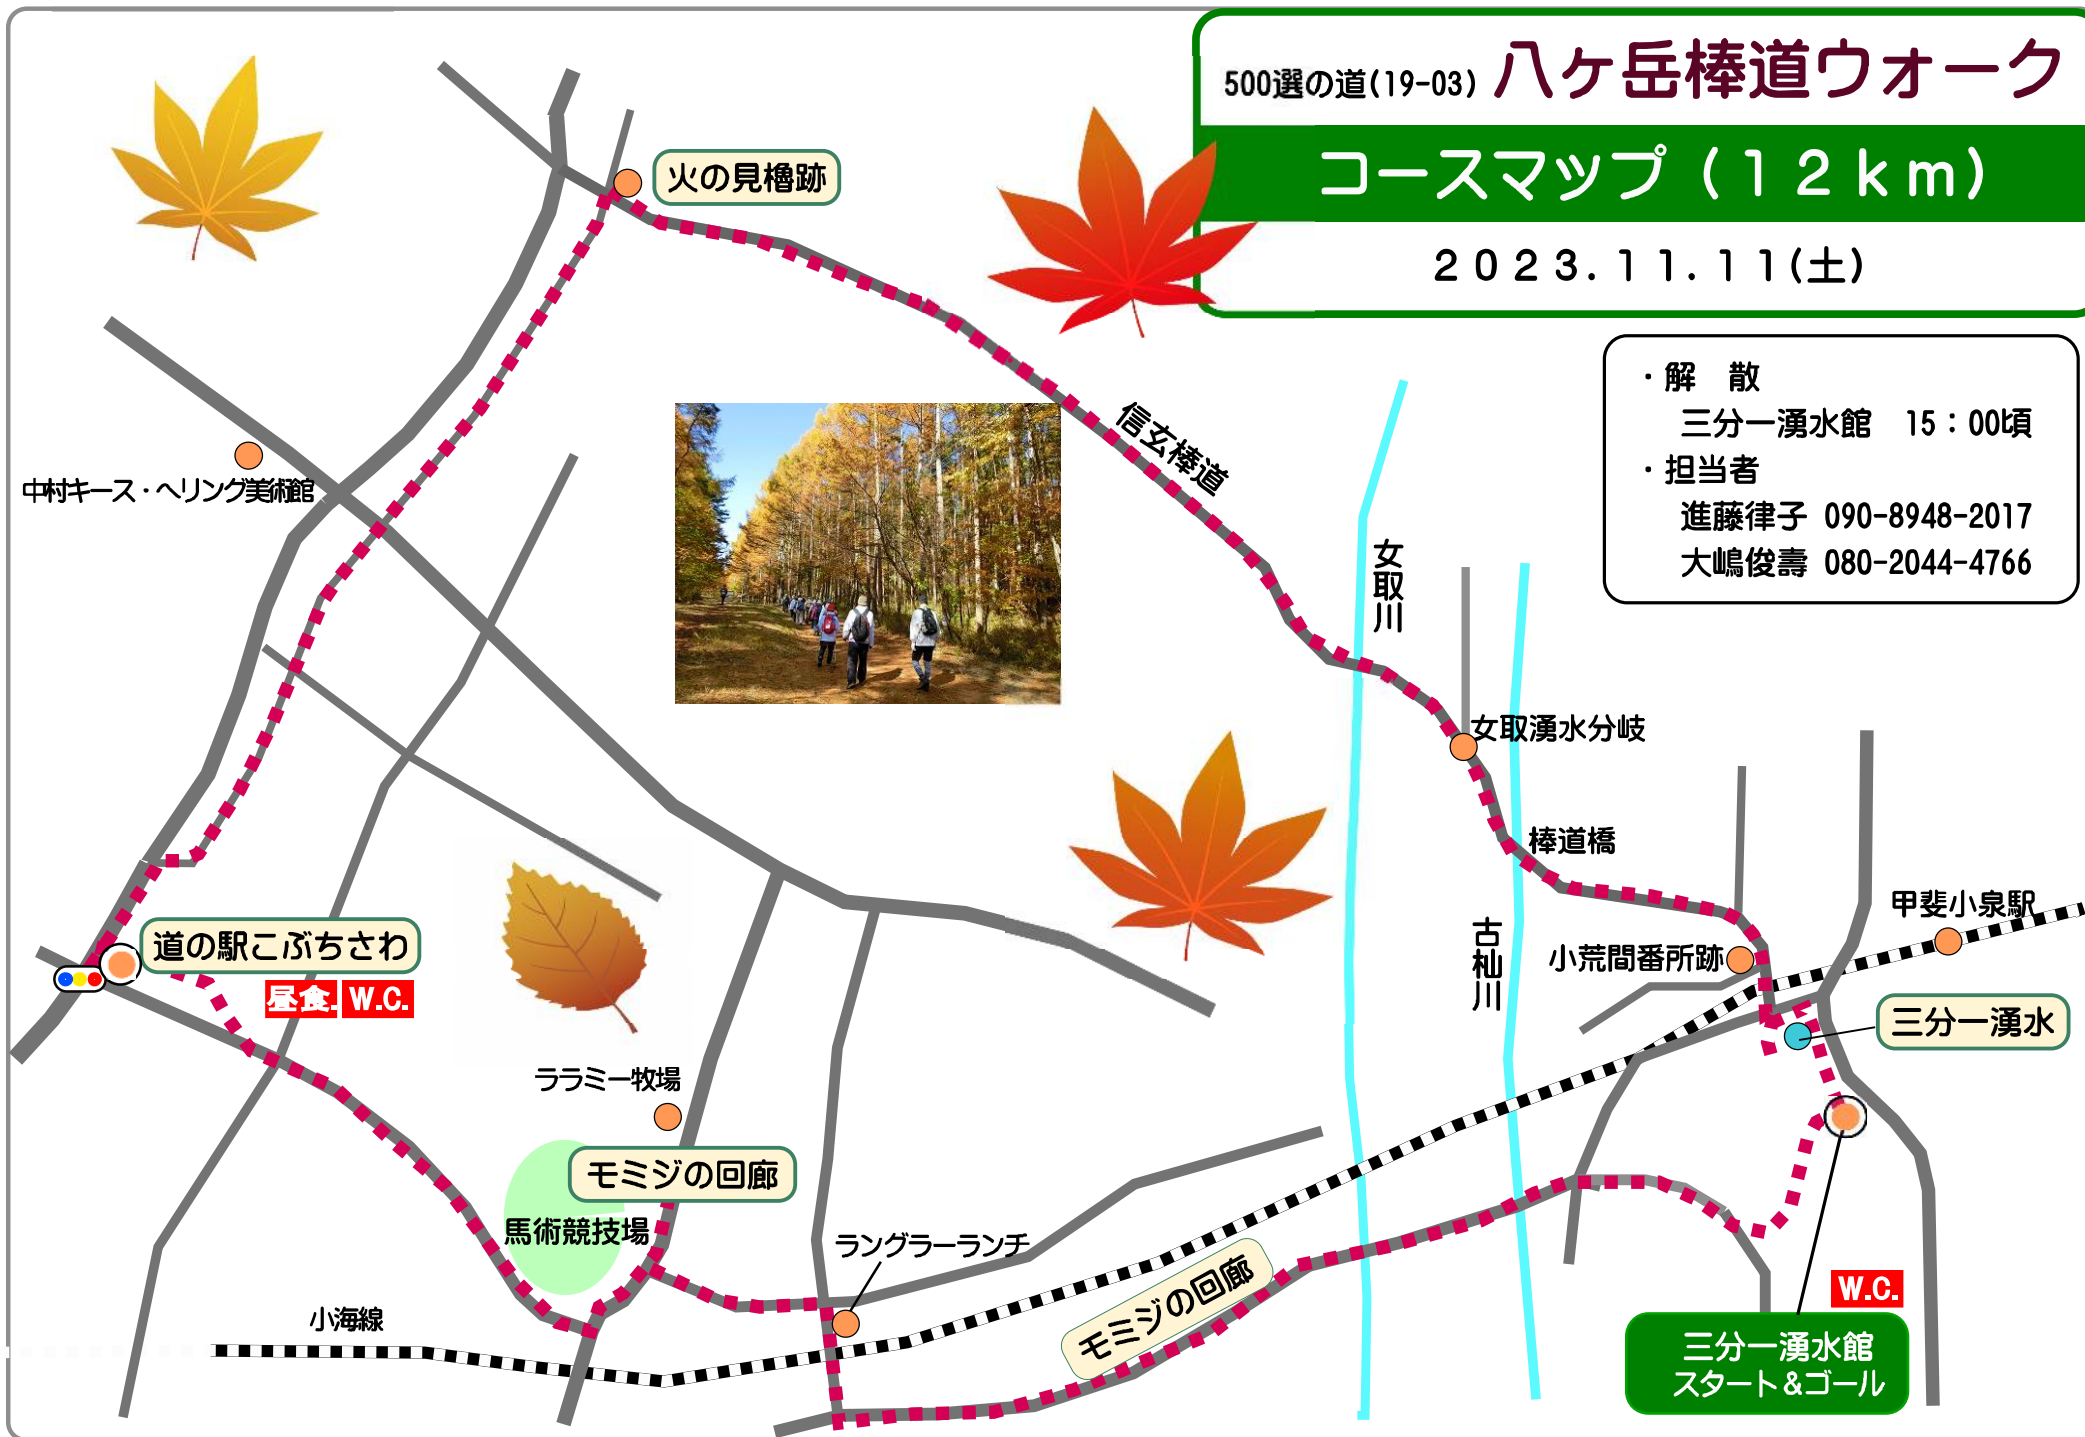 500選の道(19-03) 八ヶ岳棒道ウォーク
コースマップ（１２ｋｍ）
２０２３.１１.１１(土)
・解　散
三分一湧水館　15：00頃
・担当者
進藤律子 090-8948-2017
大嶋俊壽 080-2044-4766
火の見櫓跡
信玄棒道
中村キース・ヘリング美術館
女取川
女取湧水分岐
棒道橋
古杣川
甲斐小泉駅
小荒間番所跡
三分一湧水
道の駅こぶちさわ
昼食. W.C.
ララミー牧場
モミジの回廊
馬術競技場
ラングラーランチ
モミジの回廊
小海線
W.C.
三分一湧水館
スタート＆ゴール